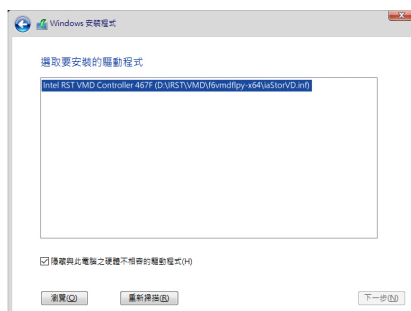 Windows 安裝程式
選取要安裝的驅動程式
Intel RST VMD Controller 467F (D:\IRST\VMD\f6vmdflpy-x64\iaStorVD.inf)
隱藏與此電腦之硬體不相容的驅動程式(H)
瀏覽(O) 重新掃描(R) 下一步(N)